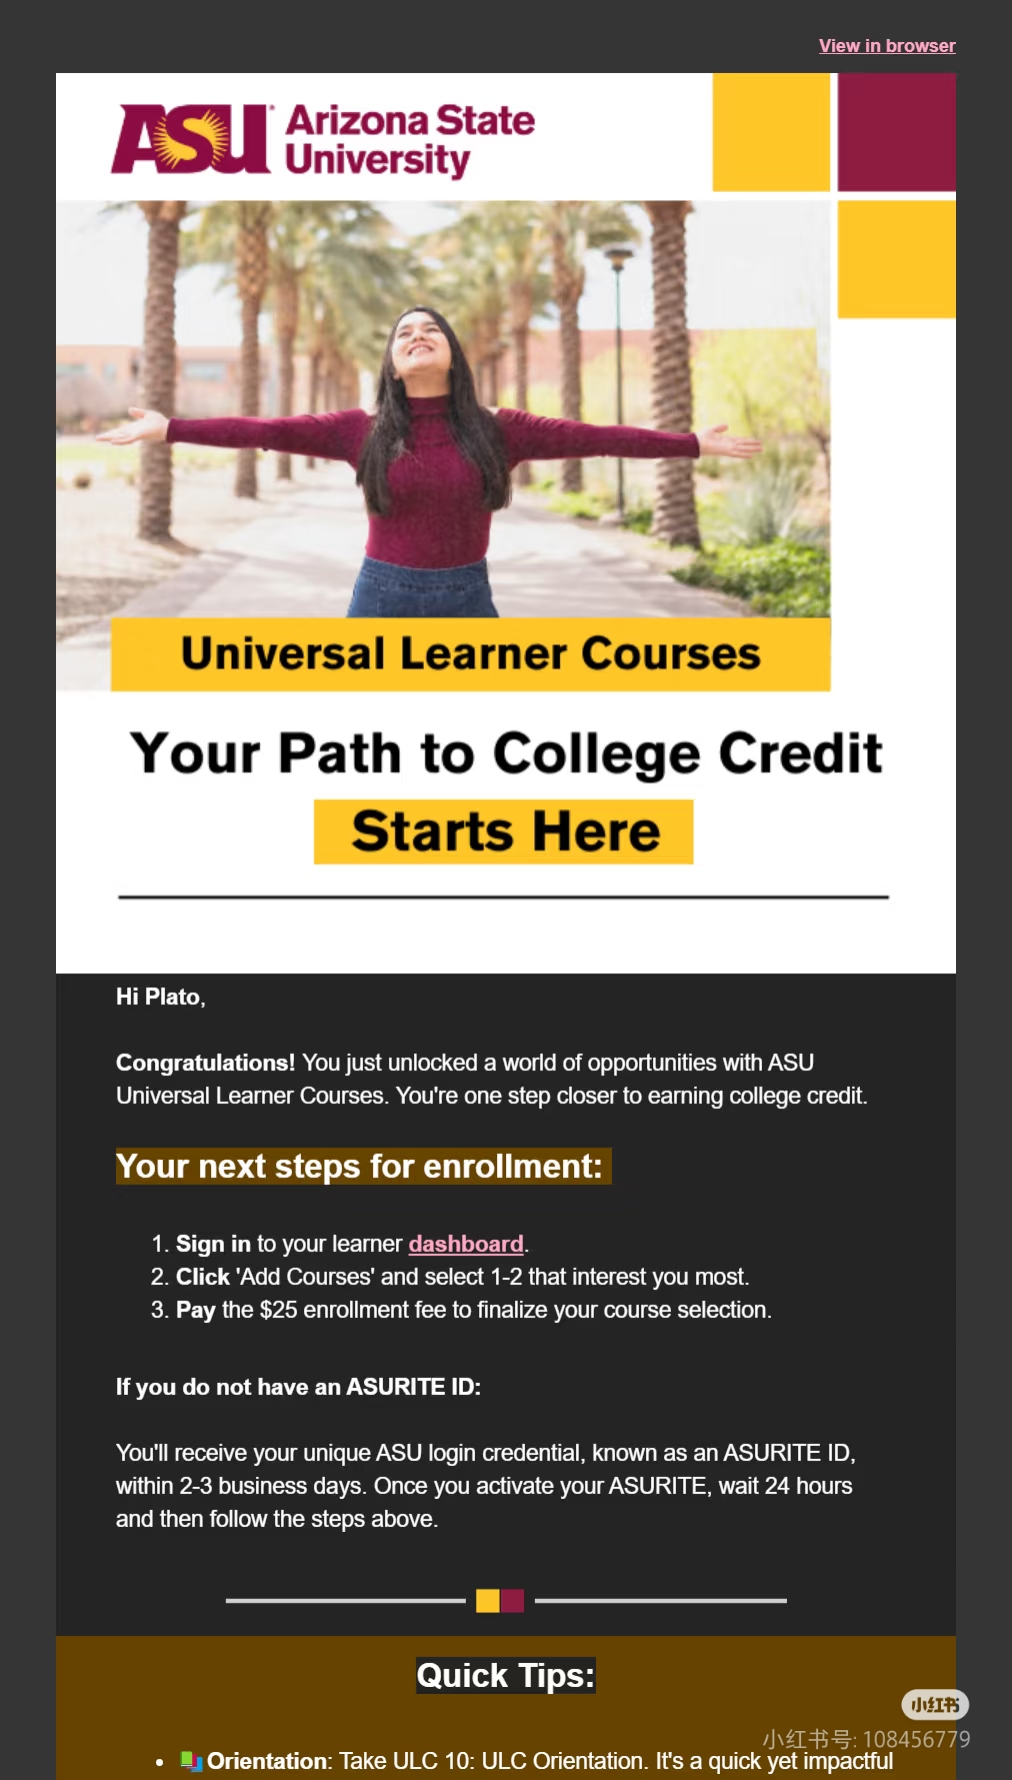 View in browser
ASU Arizona State
University
Universal Learner Courses
Your Path to College Credit
Starts Here
Hi Plato,
Congratulations! You just unlocked a world of opportunities with ASU
Universal Learner Courses. You're one step closer to earning college credit.
Your next steps for enrollment:
1. Sign in to your learner dashboard.
2. Click 'Add Courses' and select 1-2 that interest you most.
3. Pay the $25 enrollment fee to finalize your course selection.
If you do not have an ASURITE ID:
You'll receive your unique ASU login credential, known as an ASURITE ID,
within 2-3 business days. Once you activate your ASURITE, wait 24 hours
and then follow the steps above.
Quick Tips:
小红书
小红书号: 108456779
• Orientation: Take ULC 10: ULC Orientation. It's a quick yet impactful